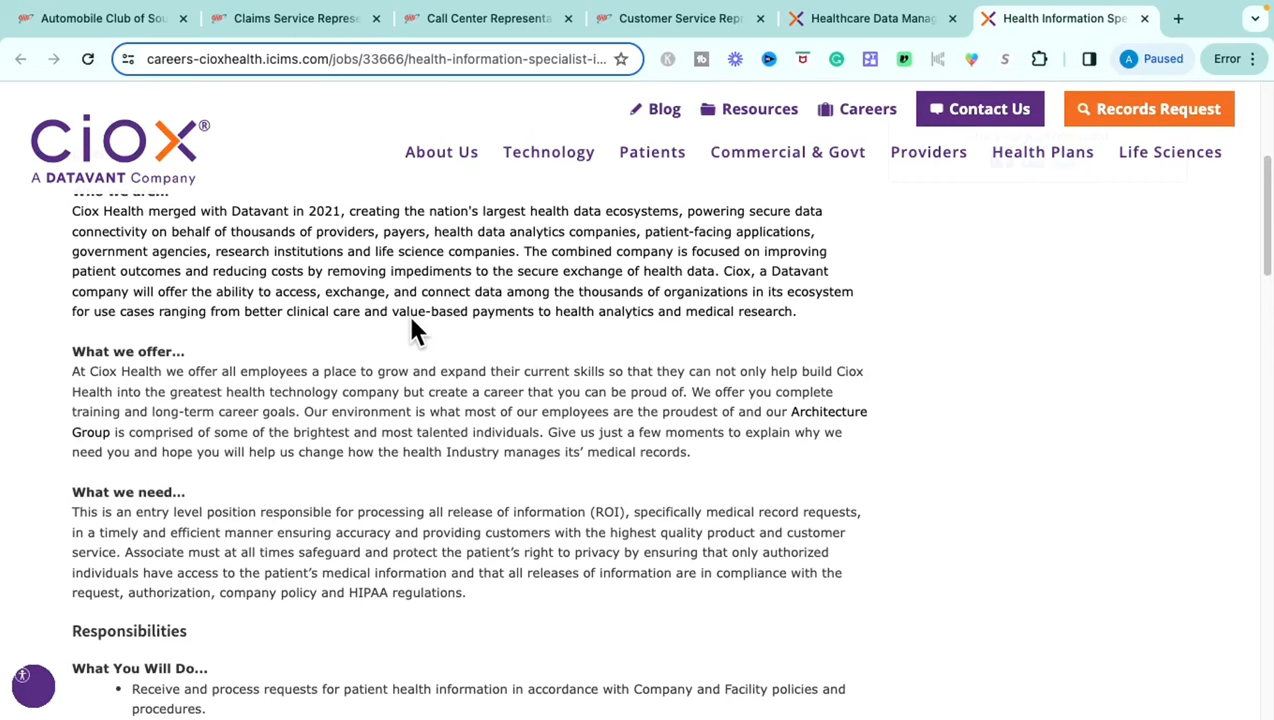 Automobile Club of Sou
Claims Service Represe
Call Center Representa
Customer Service Repr
Healthcare Data Manag
Health Information Spe
careers-cioxhealth.icims.com/jobs/33666/health-information-specialist-i...
Paused
Error
Blog
Resources
Careers
Contact Us
Records Request
ciox®
A DATAVANT Company
About Us
Technology
Patients
Commercial & Govt
Providers
Health Plans
Life Sciences
Who we are...
Ciox Health merged with Datavant in 2021, creating the nation's largest health data ecosystems, powering secure data
connectivity on behalf of thousands of providers, payers, health data analytics companies, patient-facing applications,
government agencies, research institutions and life science companies. The combined company is focused on improving
patient outcomes and reducing costs by removing impediments to the secure exchange of health data. Ciox, a Datavant
company will offer the ability to access, exchange, and connect data among the thousands of organizations in its ecosystem
for use cases ranging from better clinical care and value-based payments to health analytics and medical research.
What we offer...
At Ciox Health we offer all employees a place to grow and expand their current skills so that they can not only help build Ciox
Health into the greatest health technology company but create a career that you can be proud of. We offer you complete
training and long-term career goals. Our environment is what most of our employees are the proudest of and our Architecture
Group is comprised of some of the brightest and most talented individuals. Give us just a few moments to explain why we
need you and hope you will help us change how the health Industry manages its’ medical records.
What we need...
This is an entry level position responsible for processing all release of information (ROI), specifically medical record requests,
in a timely and efficient manner ensuring accuracy and providing customers with the highest quality product and customer
service. Associate must at all times safeguard and protect the patient’s right to privacy by ensuring that only authorized
individuals have access to the patient’s medical information and that all releases of information are in compliance with the
request, authorization, company policy and HIPAA regulations.
Responsibilities
What You Will Do...
• Receive and process requests for patient health information in accordance with Company and Facility policies and
procedures.